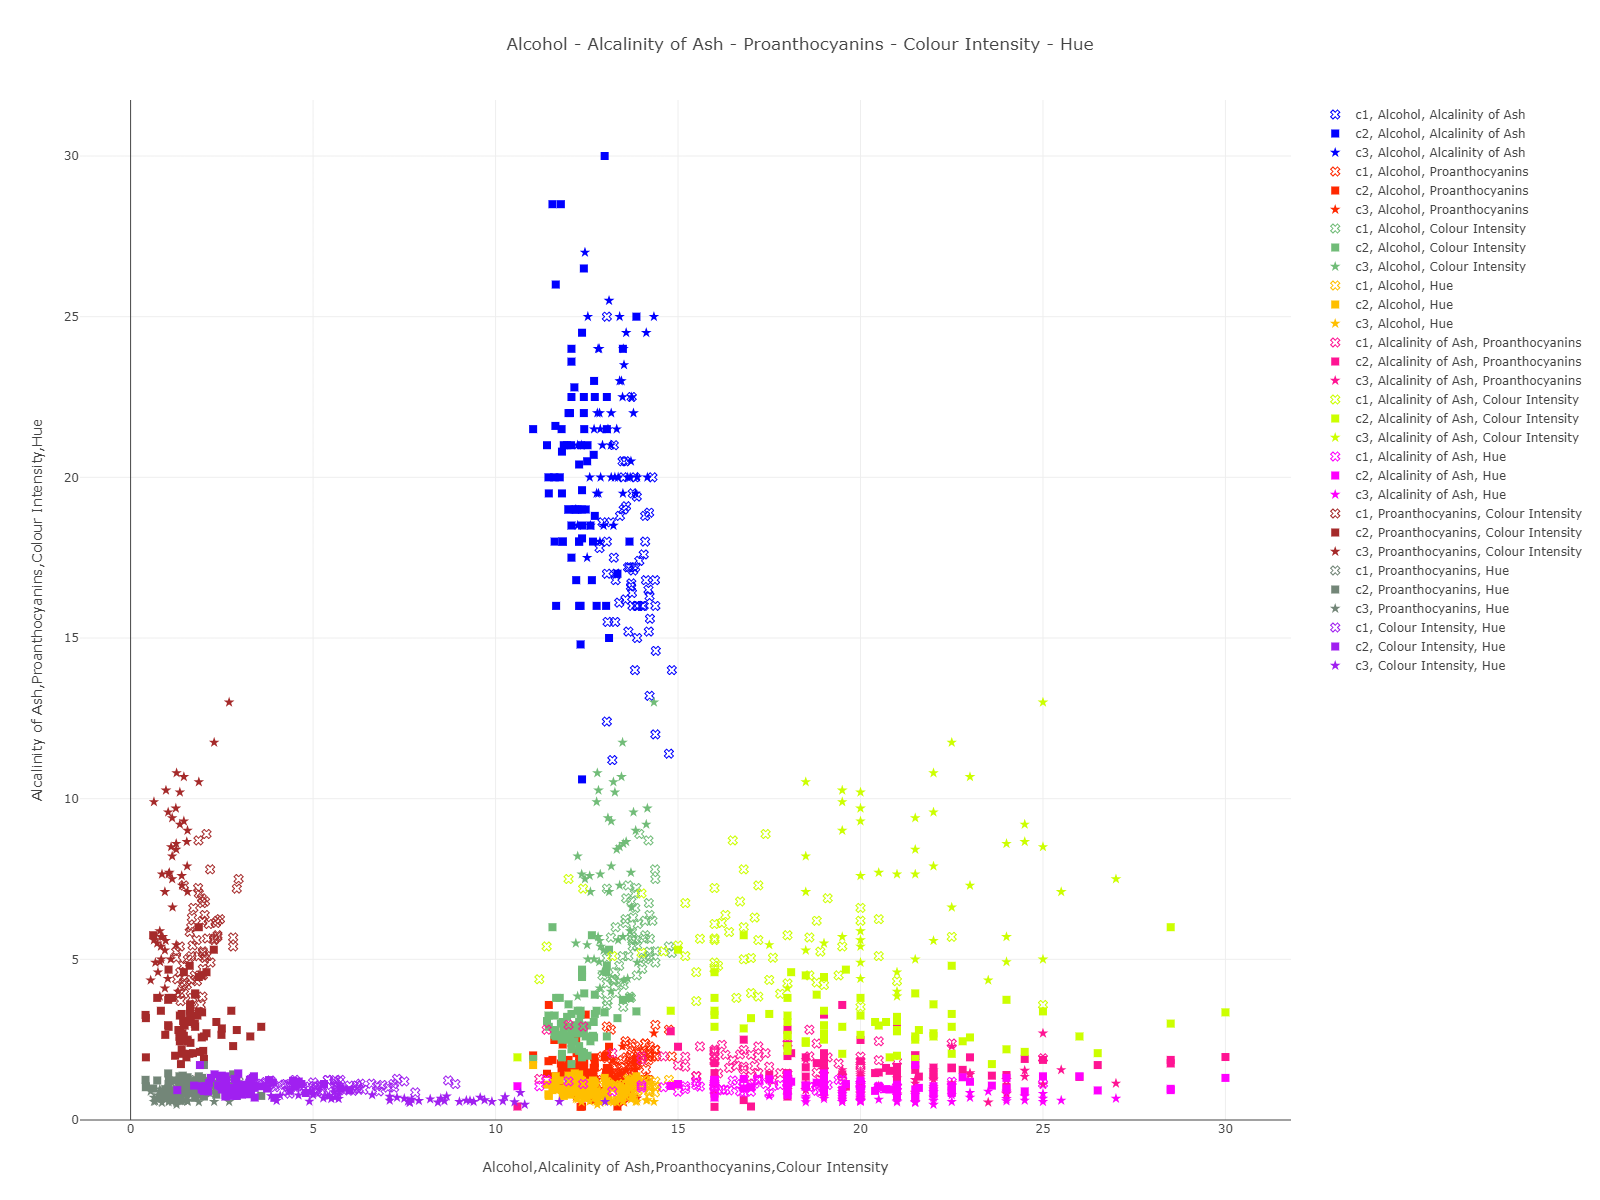 Alcohol - Alcalinity of Ash - Proanthocyanins - Colour Intensity - Hue
c1, Alcohol, Alcalinity of Ash
c2, Alcohol, Alcalinity of Ash
c3, Alcohol, Alcalinity of Ash
c1, Alcohol, Proanthocyanins
c2, Alcohol, Proanthocyanins
c3, Alcohol, Proanthocyanins
c1, Alcohol, Colour Intensity
c2, Alcohol, Colour Intensity
c3, Alcohol, Colour Intensity
c1, Alcohol, Hue
c2, Alcohol, Hue
c3, Alcohol, Hue
c1, Alcalinity of Ash, Proanthocyanins
c2, Alcalinity of Ash, Proanthocyanins
c3, Alcalinity of Ash, Proanthocyanins
c1, Alcalinity of Ash, Colour Intensity
c2, Alcalinity of Ash, Colour Intensity
c3, Alcalinity of Ash, Colour Intensity
c1, Alcalinity of Ash, Hue
c2, Alcalinity of Ash, Hue
c3, Alcalinity of Ash, Hue
c1, Proanthocyanins, Colour Intensity
c2, Proanthocyanins, Colour Intensity
c3, Proanthocyanins, Colour Intensity
c1, Proanthocyanins, Hue
c2, Proanthocyanins, Hue
c3, Proanthocyanins, Hue
c1, Colour Intensity, Hue
c2, Colour Intensity, Hue
c3, Colour Intensity, Hue
Alcalinity of Ash,Proanthocyanins,Colour Intensity,Hue
30
25
20
15
10
5
0
0 5 10 15 20 25 30
Alcohol,Alcalinity of Ash,Proanthocyanins,Colour Intensity